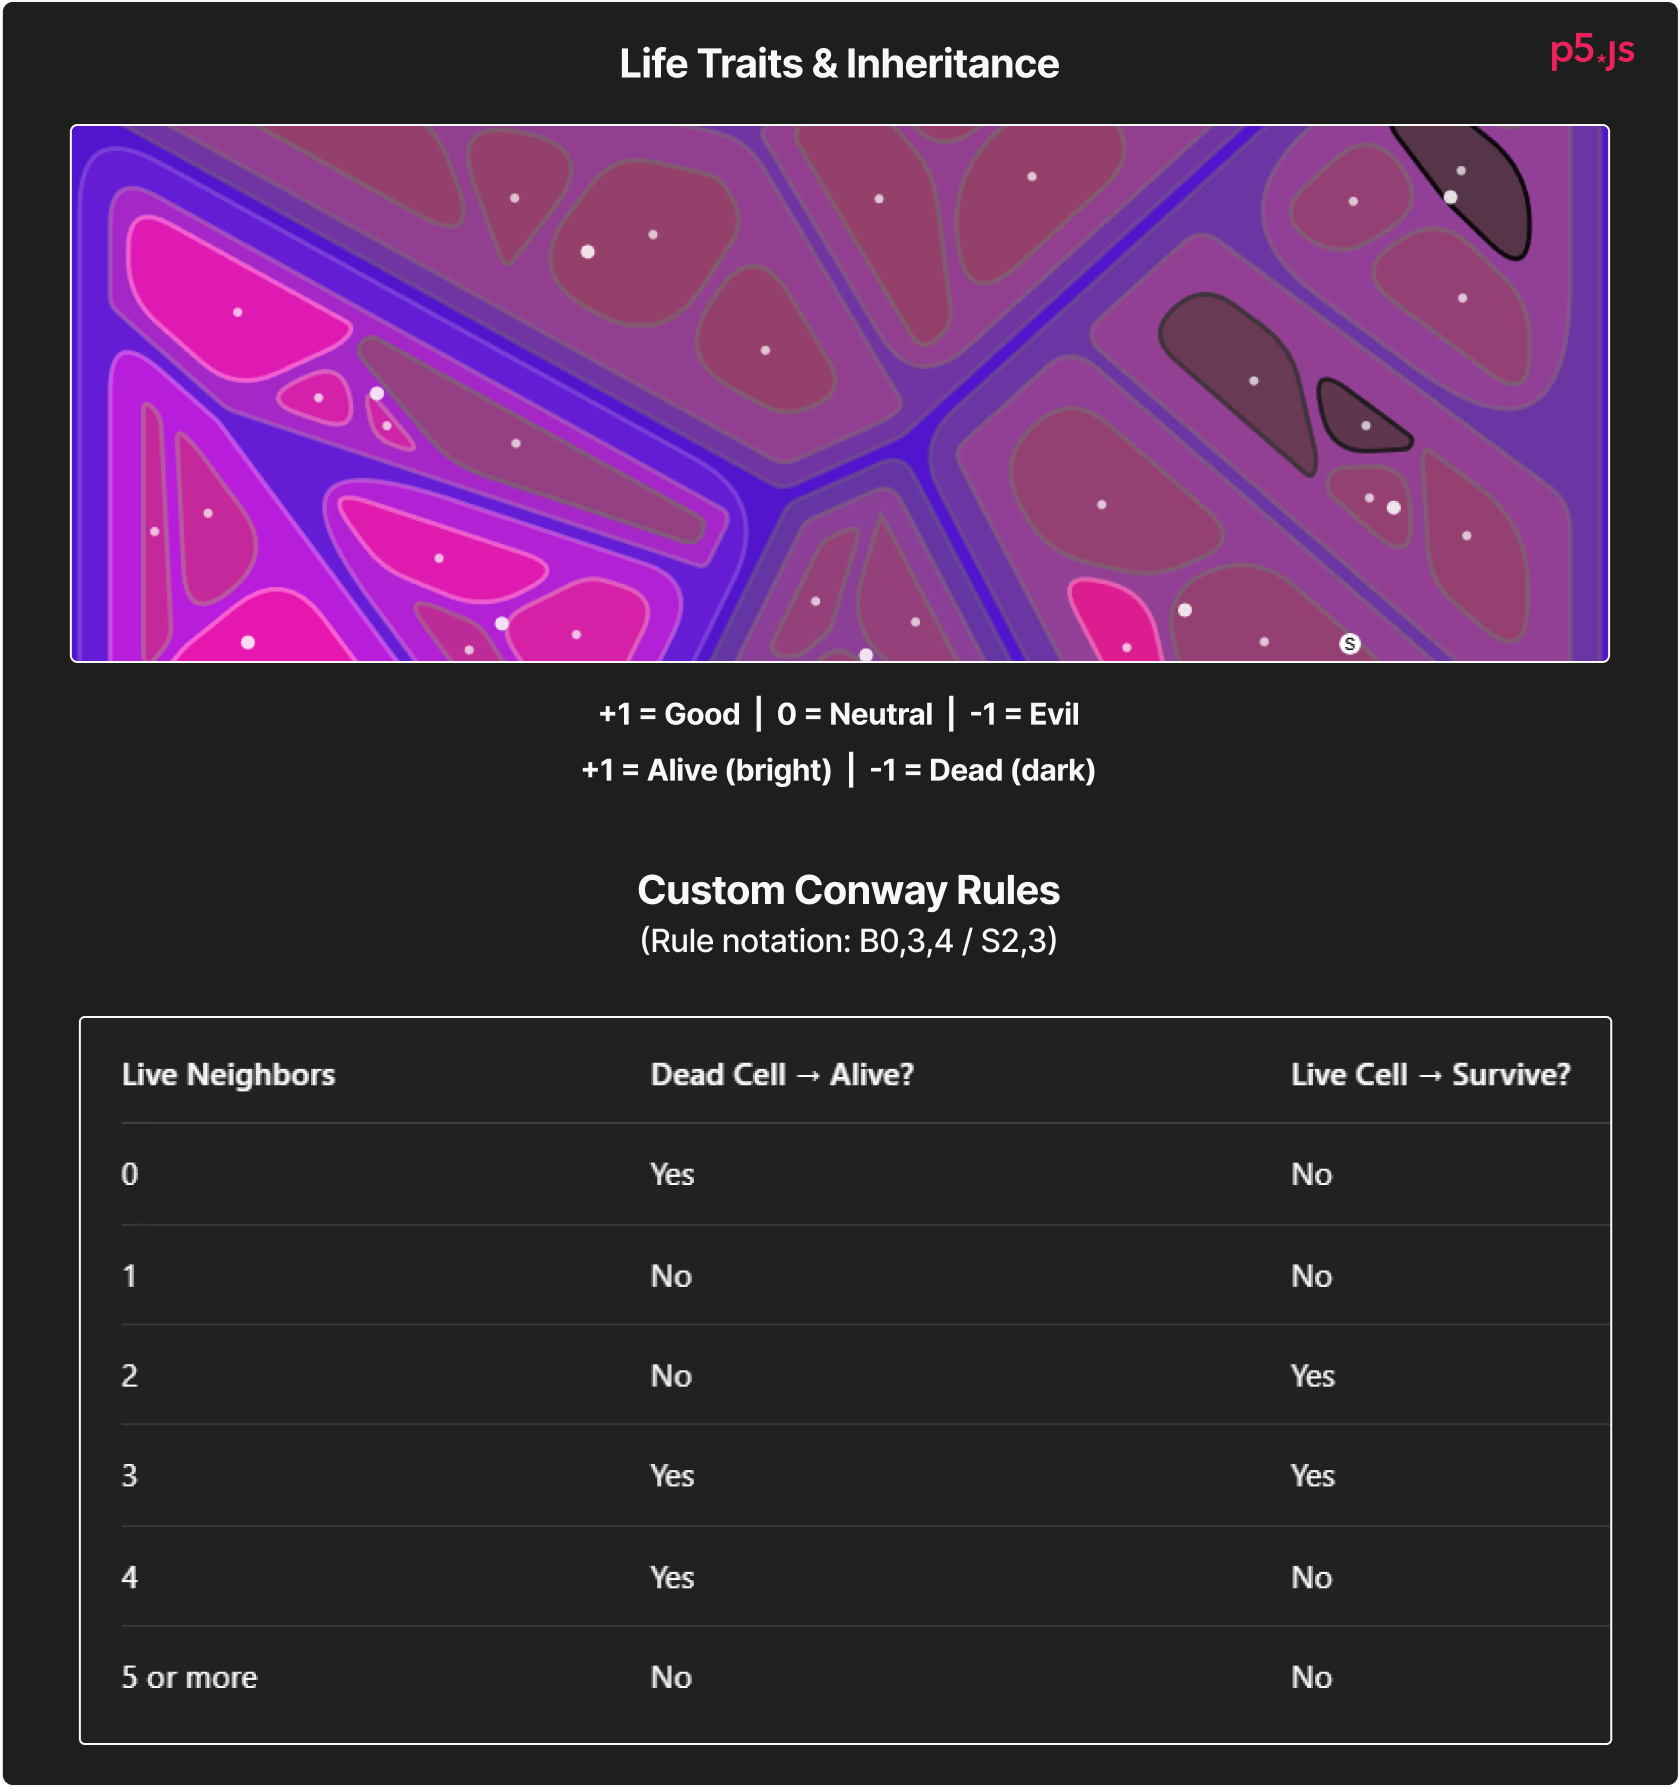 Life Traits & Inheritance
p5*js
S
+1 = Good | 0 = Neutral | -1 = Evil
+1 = Alive (bright) | -1 = Dead (dark)
Custom Conway Rules
(Rule notation: B0,3,4 / S2,3)
Live Neighbors Dead Cell → Alive? Live Cell → Survive?
0 Yes No
1 No No
2 No Yes
3 Yes Yes
4 Yes No
5 or more No No